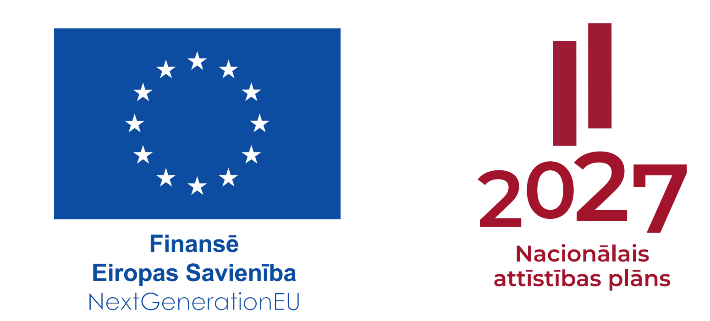 Finansē
Eiropas Savienība
NextGenerationEU
2027
Nacionālais
attīstības plāns